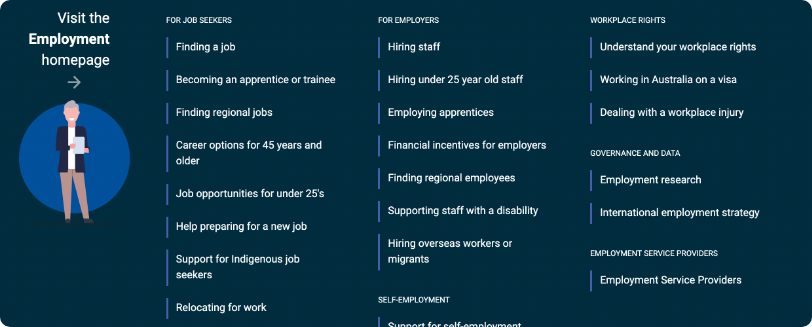 Visit the
Employment
homepage
FOR JOB SEEKERS
Finding a job
Becoming an apprentice or trainee
Finding regional jobs
Career options for 45 years and
older
Job opportunities for under 25's
Help preparing for a new job
Support for Indigenous job
seekers
Relocating for work
FOR EMPLOYERS
Hiring staff
Hiring under 25 year old staff
Employing apprentices
Financial incentives for employers
Finding regional employees
Supporting staff with a disability
Hiring overseas workers or
migrants
SELF-EMPLOYMENT
Support for self-employment
WORKPLACE RIGHTS
Understand your workplace rights
Working in Australia on a visa
Dealing with a workplace injury
GOVERNANCE AND DATA
Employment research
International employment strategy
EMPLOYMENT SERVICE PROVIDERS
Employment Service Providers